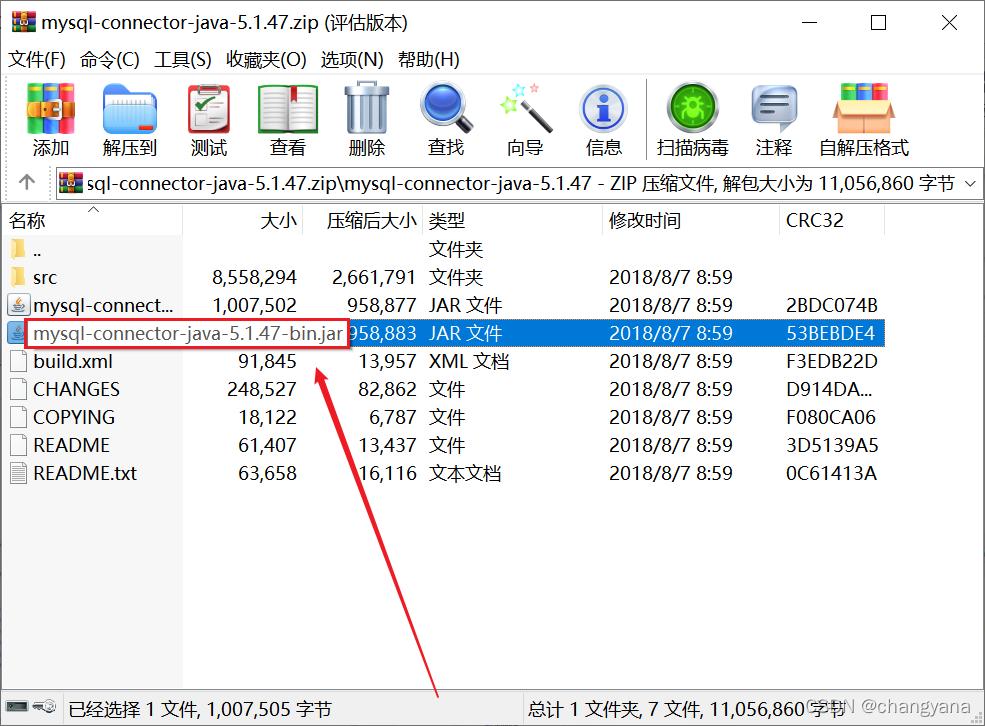 mysql-connector-java-5.1.47.zip (评估版本)
文件(F) 命令(C) 工具(S) 收藏夹(O) 选项(N) 帮助(H)
添加 解压到 测试 查看 删除 查找 向导 信息 扫描病毒 注释 自解压格式
sql-connector-java-5.1.47.zip\mysql-connector-java-5.1.47 - ZIP 压缩文件, 解包大小为 11,056,860 字节
名称 大小 压缩后大小 类型 修改时间 CRC32
.. 文件夹
src 8,558,294 2,661,791 文件夹 2018/8/7 8:59
mysql-connect... 1,007,502 958,877 JAR 文件 2018/8/7 8:59 2BDC074B
mysql-connector-java-5.1.47-bin.jar 958,883 JAR 文件 2018/8/7 8:59 53BEBDE4
build.xml 91,845 13,957 XML 文档 2018/8/7 8:59 F3EDB22D
CHANGES 248,527 82,862 文件 2018/8/7 8:59 D914DA...
COPYING 18,122 6,787 文件 2018/8/7 8:59 F080CA06
README 61,407 13,437 文件 2018/8/7 8:59 3D5139A5
README.txt 63,658 16,116 文本文档 2018/8/7 8:59 0C61413A
已经选择 1 文件, 1,007,505 字节 总计 1 文件夹, 7 文件, 11,056,860 字节
CSDN @changyana